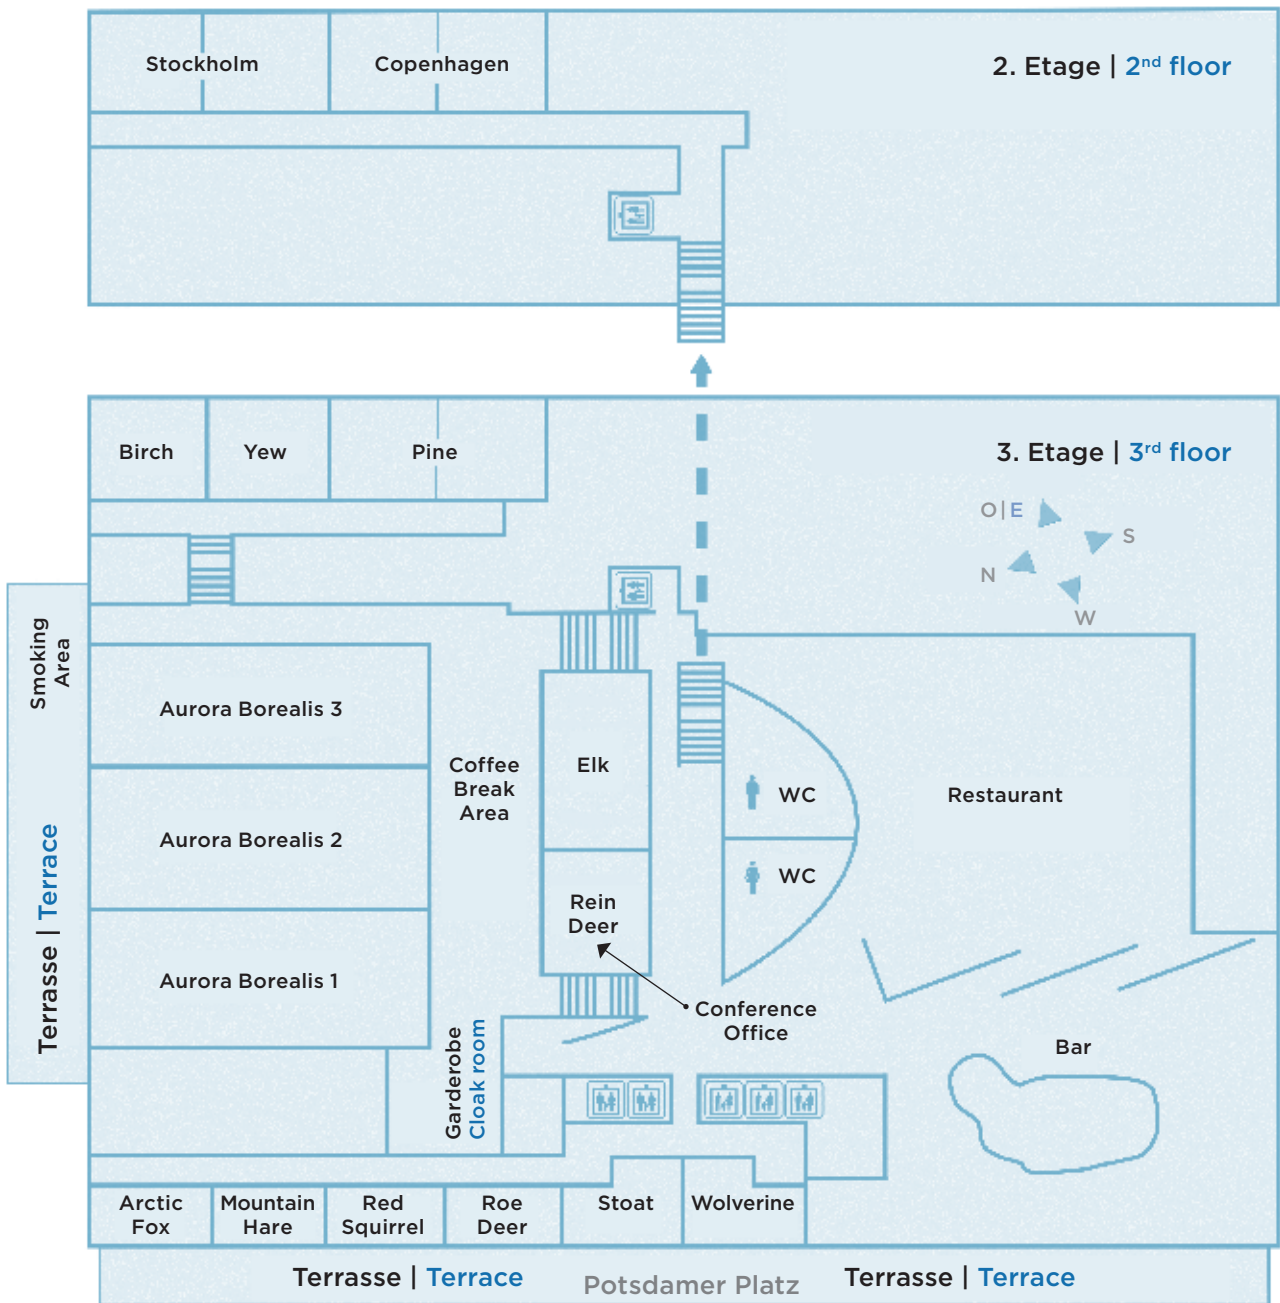 Stockholm
Copenhagen
2. Etage | 2nd floor
Birch
Yew
Pine
3. Etage | 3rd floor
O|E
S
N
W
Smoking
Area
Aurora Borealis 3
Coffee
Break
Area
Elk
WC
Restaurant
Aurora Borealis 2
WC
Rein
Deer
Terrasse | Terrace
Aurora Borealis 1
Conference
Office
Garderobe
Cloak room
Bar
Arctic
Fox
Mountain
Hare
Red
Squirrel
Roe
Deer
Stoat
Wolverine
Terrasse | Terrace
Potsdamer Platz
Terrasse | Terrace